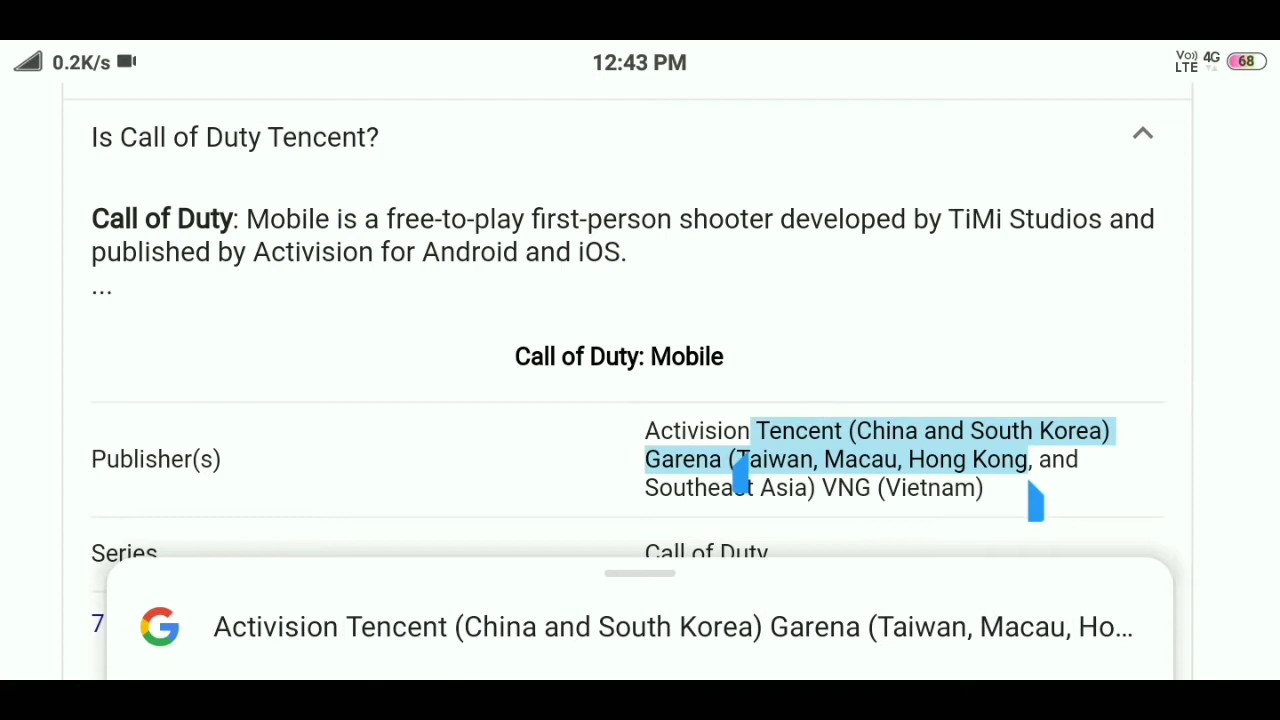 0.2K/s 12:43 PM Vo)) LTE 4G 68
Is Call of Duty Tencent?
Call of Duty: Mobile is a free-to-play first-person shooter developed by TiMi Studios and
published by Activision for Android and iOS.
...
Call of Duty: Mobile
Publisher(s)
Activision Tencent (China and South Korea)
Garena (Taiwan, Macau, Hong Kong, and
Southeast Asia) VNG (Vietnam)
Series Call of Duty
7
Activision Tencent (China and South Korea) Garena (Taiwan, Macau, Ho...